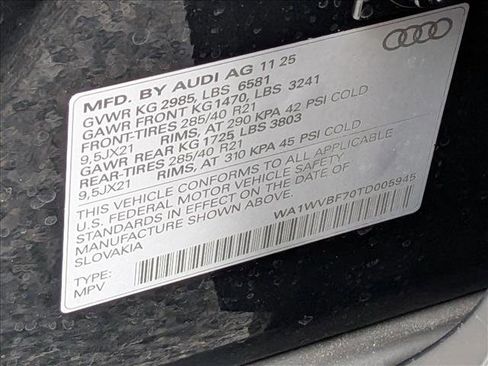 MFD. BY AUDI AG 11 25
GVWR KG 2985, LBS 6581
GAWR FRONT KG1470, LBS 3241
FRONT-TIRES 285/40 R21
9,5JX21 RIMS, AT 290 KPA 42 PSI COLD
GAWR REAR KG 1725 LBS 3803
REAR-TIRES 285/40 R21
9,5JX21 RIMS, AT 310 KPA 45 PSI COLD
THIS VEHICLE CONFORMS TO ALL APPLICABLE
U.S. FEDERAL MOTOR VEHICLE SAFETY
STANDARDS IN EFFECT ON THE DATE OF
MANUFACTURE SHOWN ABOVE.
SLOVAKIA
WA1WVBF70TD005945
TYPE:
MPV